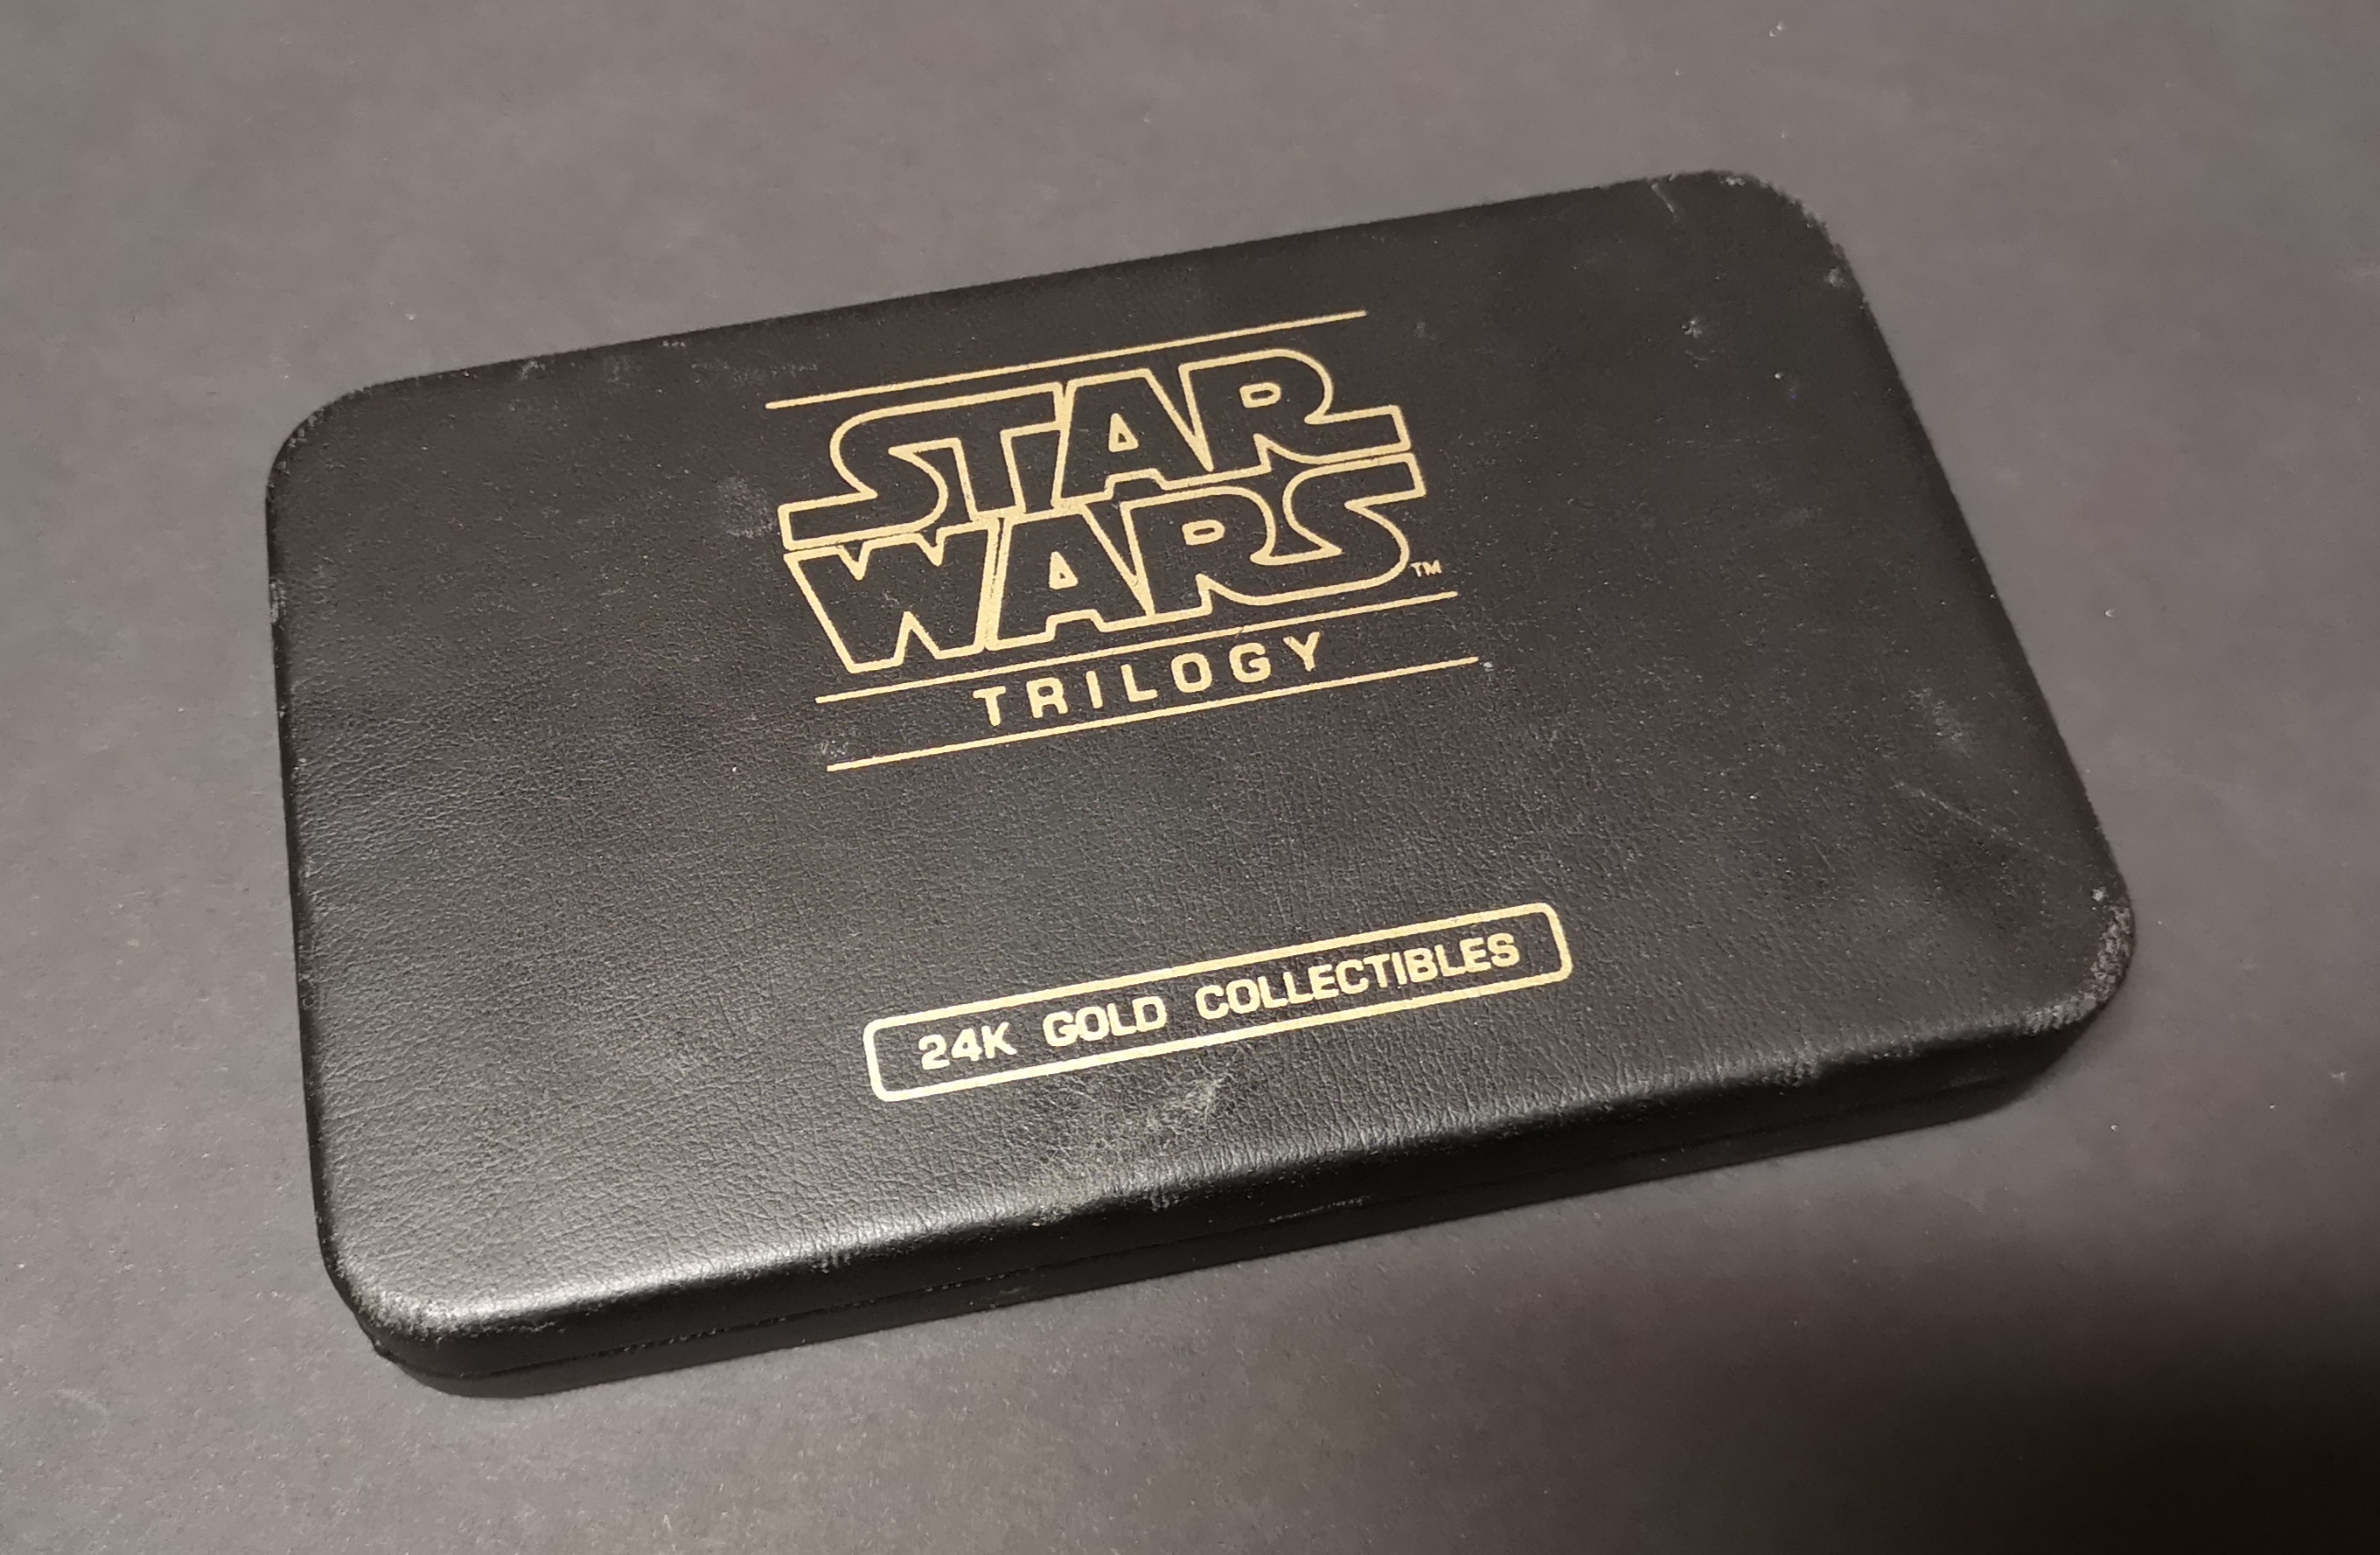 STAR
WARS™
TRILOGY
24K GOLD COLLECTIBLES